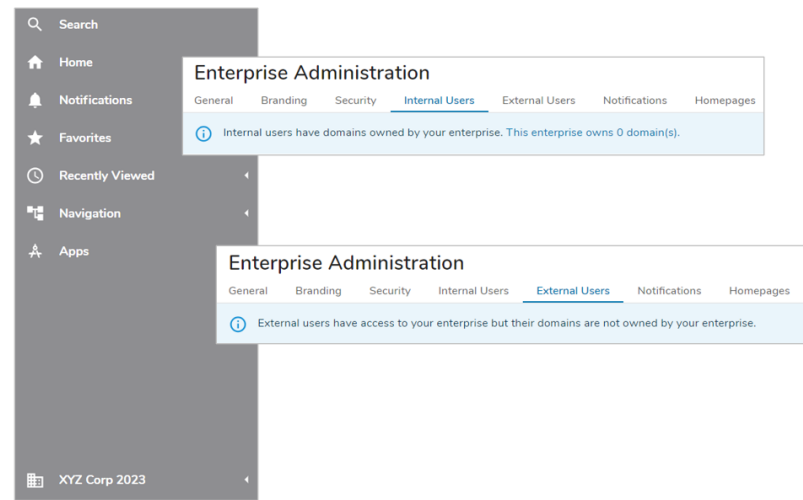 Search
Home
Notifications
Favorites
Recently Viewed
Navigation
Apps
XYZ Corp 2023
Enterprise Administration
General Branding Security Internal Users External Users Notifications Homepages
Internal users have domains owned by your enterprise. This enterprise owns 0 domain(s).
Enterprise Administration
General Branding Security Internal Users External Users Notifications Homepages
External users have access to your enterprise but their domains are not owned by your enterprise.